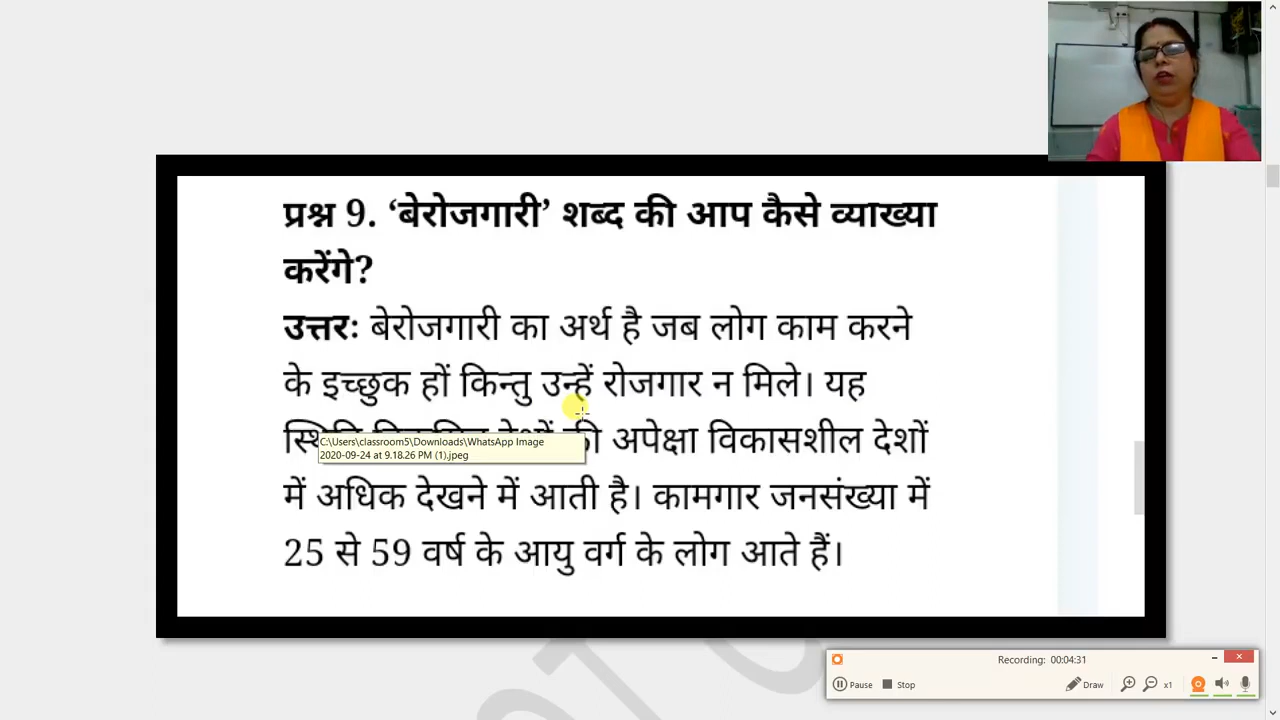 प्रश्न 9. ‘बेरोजगारी’ शब्द की आप कैसे व्याख्या
करेंगे?
उत्तरः बेरोजगारी का अर्थ है जब लोग काम करने
के इच्छुक हों किन्तु उन्हें रोजगार न मिले। यह
की अपेक्षा विकासशील देशों
C:\Users\classroom5\Downloads\WhatsApp Image
2020-09-24 at 9.18.26 PM (1).jpeg
में अधिक देखने में आती है। कामगार जनसंख्या में
25 से 59 वर्ष के आयु वर्ग के लोग आते हैं।
Recording: 00:04:31
Pause Stop Draw x1